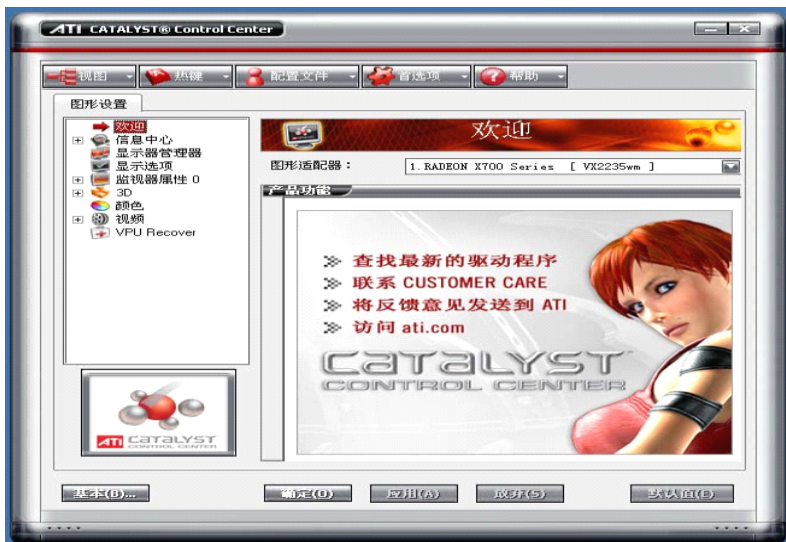 ATI CATALYST® Control Center
视图 热键 配置文件 首选项 帮助
图形设置
欢迎
信息中心
显示器管理器
显示选项
监视器属性 0
3D
颜色
视频
VPU Recover
ATI CATALYST
CONTROL CENTER
欢迎
图形适配器：
1. RADEON X700 Series [ VX2235wm ]
产品功能
查找最新的驱动程序
联系 CUSTOMER CARE
将反馈意见发送到 ATI
访问 ati.com
CATALYST™
CONTROL CENTER
基本(B)... 确定(O) 应用(A) 放弃(S) 默认值(E)